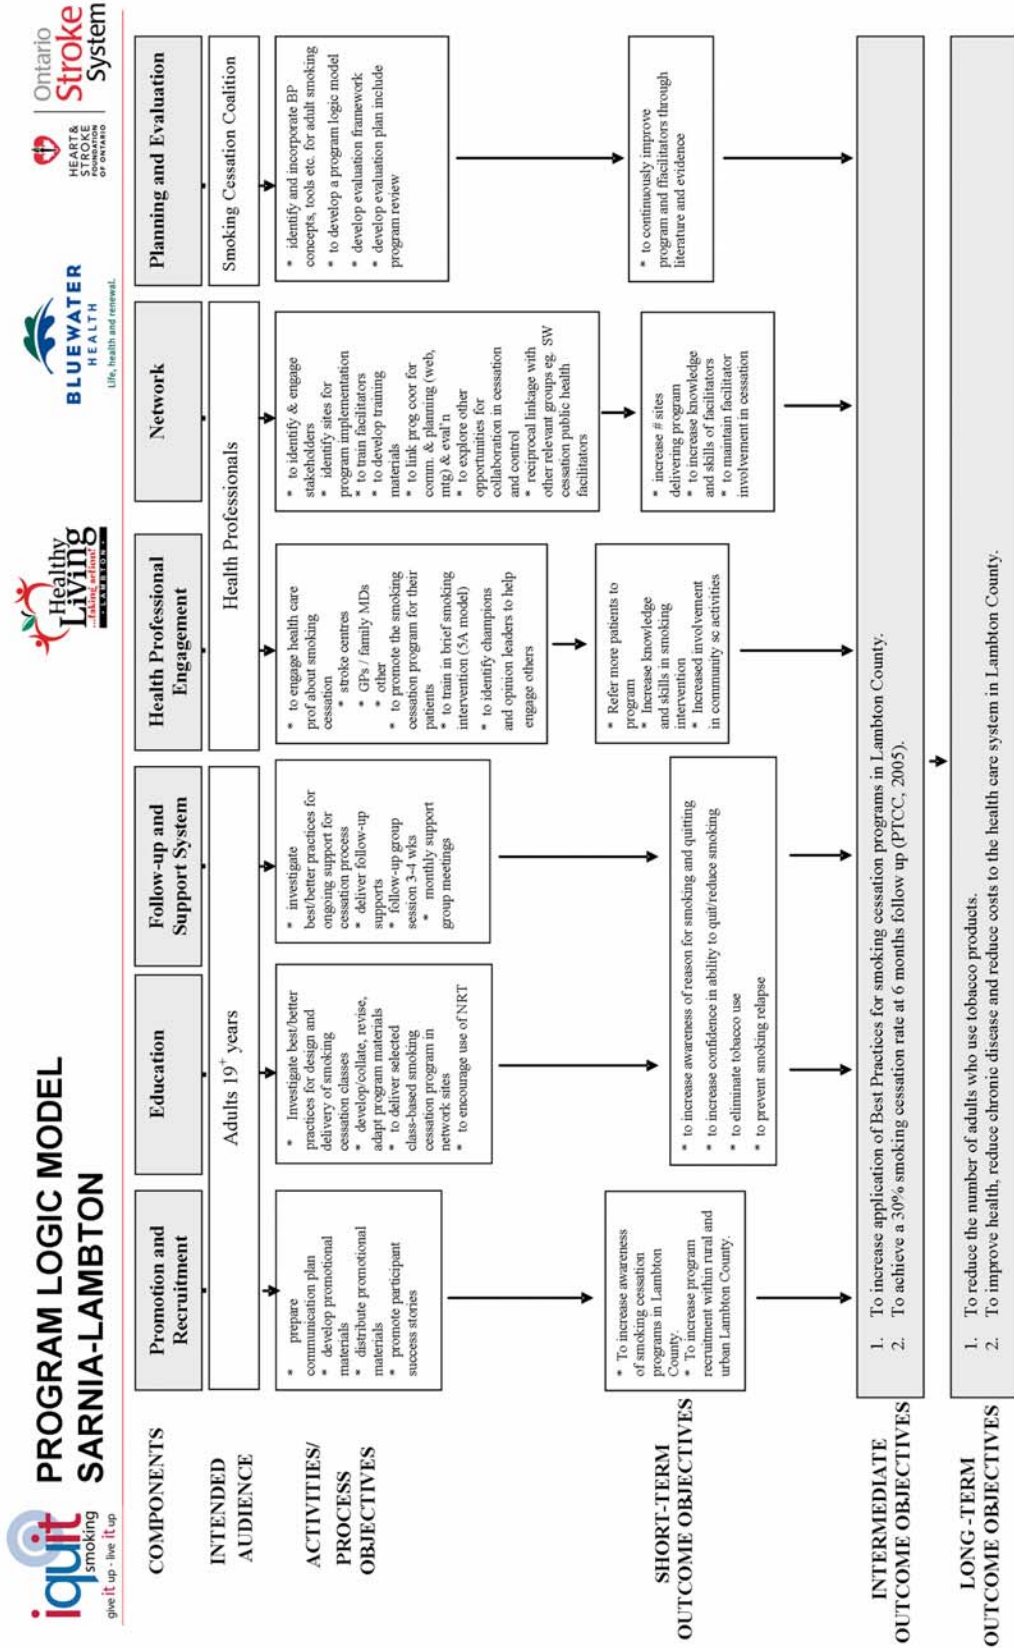 iquit
smoking
give it up - live it up
PROGRAM LOGIC MODEL
SARNIA-LAMBTON
Healthy
Living
...taking action!
• LAMBTON •
BLUEWATER
HEALTH
Life, health and renewal.
HEART &
STROKE
FOUNDATION
OF ONTARIO
Ontario
Stroke
System
COMPONENTS
Promotion and
Recruitment
Education
Follow-up and
Support System
Health Professional
Engagement
Network
Planning and Evaluation
INTENDED
AUDIENCE
Adults 19+ years
Health Professionals
Smoking Cessation Coalition
ACTIVITIES/
PROCESS
OBJECTIVES
* prepare
communication plan
* develop promotional
materials
* distribute promotional
materials
* promote participant
success stories
* Investigate best/better
practices for design and
delivery of smoking
cessation classes
* develop/collate, revise,
adapt program materials
* to deliver selected
class-based smoking
cessation program in
network sites
* to encourage use of NRT
* investigate
best/better practices for
ongoing support for
cessation process
* deliver follow-up
supports
* follow-up group
session 3-4 wks
* monthly support
group meetings
* to engage health care
prof about smoking
cessation
* stroke centres
* GPs / family MDs
* other
* to promote the smoking
cessation program for their
patients
* to train in brief smoking
intervention (5A model)
* to identify champions
and opinion leaders to help
engage others
* to identify & engage
stakeholders
* identify sites for
program implementation
* to train facilitators
* to develop training
materials
* to link prog coor for
comm. & planning (web,
mtg) & eval'n
* to explore other
opportunities for
collaboration in cessation
and control
* reciprocal linkage with
other relevant groups eg. SW
cessation public health
facilitators
* identify and incorporate BP
concepts, tools etc. for adult smoking
* to develop a program logic model
* develop evaluation framework
* develop evaluation plan include
program review
SHORT-TERM
OUTCOME OBJECTIVES
* To increase awareness
of smoking cessation
programs in Lambton
County.
* To increase program
recruitment within rural and
urban Lambton County.
* to increase awareness of reason for smoking and quitting
* to increase confidence in ability to quit/reduce smoking
* to eliminate tobacco use
* to prevent smoking relapse
* Refer more patients to
program
* Increase knowledge
and skills in smoking
intervention
* Increased involvement
in community sc activities
* increase # sites
delivering program
* to increase knowledge
and skills of facilitators
* to maintain facilitator
involvement in cessation
* to continuously improve
program and ffacilitators through
literature and evidence
INTERMEDIATE
OUTCOME OBJECTIVES
1. To increase application of Best Practices for smoking cessation programs in Lambton County.
2. To achieve a 30% smoking cessation rate at 6 months follow up (PTCC, 2005).
LONG -TERM
OUTCOME OBJECTIVES
1. To reduce the number of adults who use tobacco products.
2. To improve health, reduce chronic disease and reduce costs to the health care system in Lambton County.